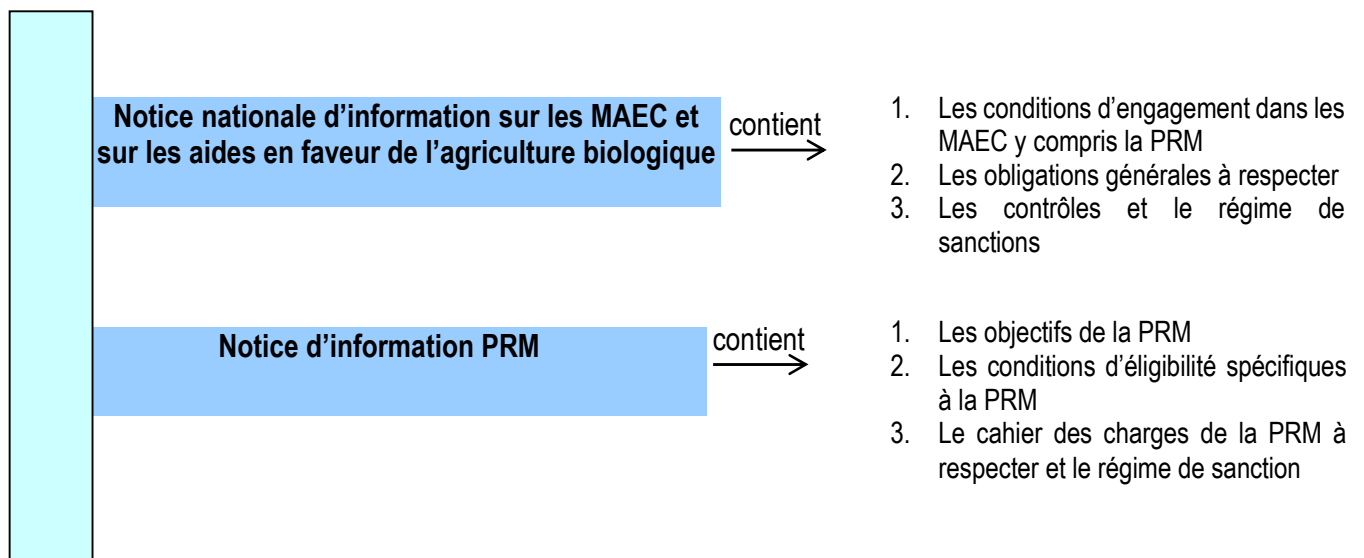 Notice nationale d'information sur les MAEC et
sur les aides en faveur de l'agriculture biologique
contient
1. Les conditions d'engagement dans les
MAEC y compris la PRM
2. Les obligations générales à respecter
3. Les contrôles et le régime de
sanctions
Notice d'information PRM
contient
1. Les objectifs de la PRM
2. Les conditions d'éligibilité spécifiques
à la PRM
3. Le cahier des charges de la PRM à
respecter et le régime de sanction